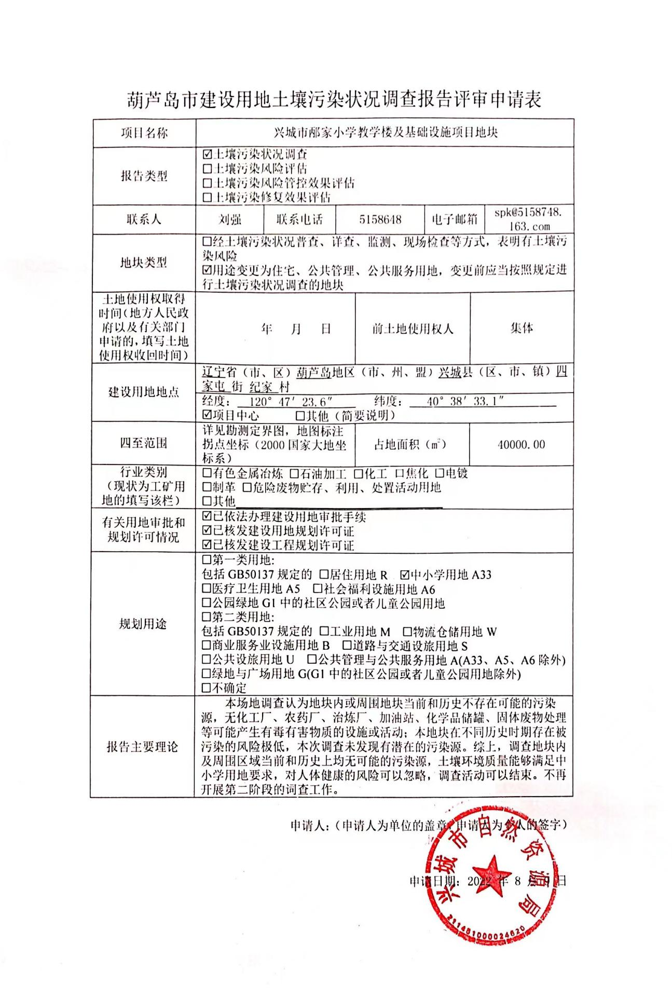 葫芦岛市建设用地土壤污染状况调查报告评审申请表
项目名称
兴城市邴家小学教学楼及基础设施项目地块
报告类型
☑土壤污染状况调查
☐土壤污染风险评估
☐土壤污染风险管控效果评估
☐土壤污染修复效果评估
联系人
刘强
联系电话
5158648
电子邮箱
spk@5158748.
163.com
地块类型
☐经土壤污染状况普查、详查、监测、现场检查等方式，表明有土壤污
染风险
☑用途变更为住宅、公共管理、公共服务用地，变更前应当按照规定进
行土壤污染状况调查的地块
土地使用权取得
时间(地方人民政
府以及有关部门
申请的,填写土地
使用权收回时间)
年 月 日
前土地使用权人
集体
建设用地地点
辽宁省（市、区）葫芦岛地区（市、州、盟）兴城县（区、市、镇）四
家屯 街 纪家 村
经度: 120° 47′ 23.6″ 纬度: 40° 38′ 33.1″
☑项目中心 ☐其他（简要说明）
四至范围
详见勘测定界图，地图标注
拐点坐标（2000国家大地坐
标系）
占地面积（m²）
40000.00
行业类别
（现状为工矿用
地的填写该栏）
☐有色金属冶炼 ☐石油加工 ☐化工 ☐焦化 ☐电镀
☐制革 ☐危险废物贮存、利用、处置活动用地
☐其他
有关用地审批和
规划许可情况
☑已依法办理建设用地审批手续
☑已核发建设用地规划许可证
☑已核发建设工程规划许可证
规划用途
☐第一类用地:
包括 GB50137 规定的 ☐居住用地 R ☑中小学用地 A33
☐医疗卫生用地 A5 ☐社会福利设施用地 A6
☐公园绿地 G1 中的社区公园或者儿童公园用地
☐第二类用地:
包括 GB50137 规定的 ☐工业用地 M ☐物流仓储用地 W
☐商业服务业设施用地 B ☐道路与交通设旅用地 S
☐公共设旅用地 U ☐公共管理与公共服务用地 A(A33、A5、A6 除外)
☐绿地与广场用地 G(G1 中的社区公园或者儿童公园用地除外)
☐不确定
报告主要理论
本场地调查认为地块内或周围地块当前和历史不存在可能的污染
源，无化工厂、农药厂、冶炼厂、加油站、化学品储罐、固体废物处理
等可能产生有毒有害物质的设施或活动；本地块在不同历史时期存在被
污染的风险极低，本次调查未发现有潜在的污染源。综上，调查地块内
及周围区域当前和历史上均无可能的污染源，土壤环境质量能够满足中
小学用地要求，对人体健康的风险可以忽略，调查活动可以结束。不再
开展第二阶段的词查工作。
申请人:（申请人为单位的盖章，申请人为个人的签字）
申请日期: 2022 年 8 月 9 日
兴城市自然资源局
211481000024620